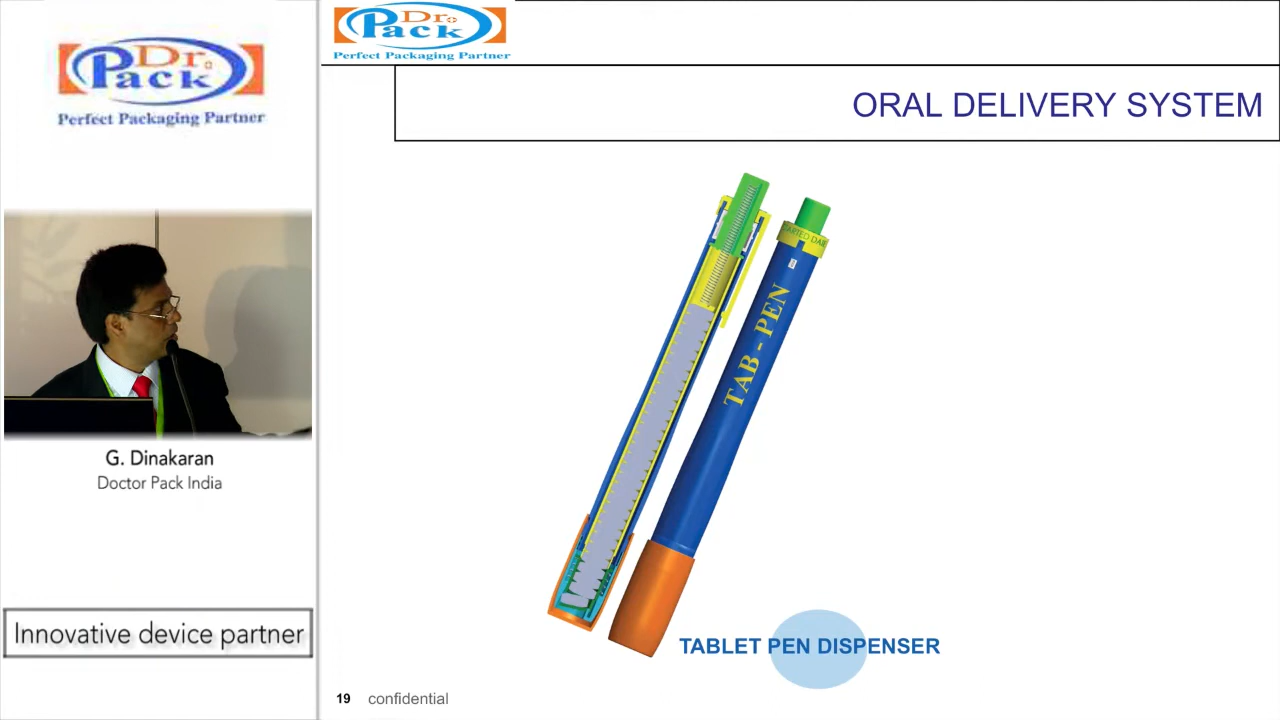 Dr.
Pack
Perfect Packaging Partner
G. Dinakaran
Doctor Pack India
Innovative device partner
Dr.
Pack
Perfect Packaging Partner
ORAL DELIVERY SYSTEM
TAB - PEN
TABLET PEN DISPENSER
19 confidential